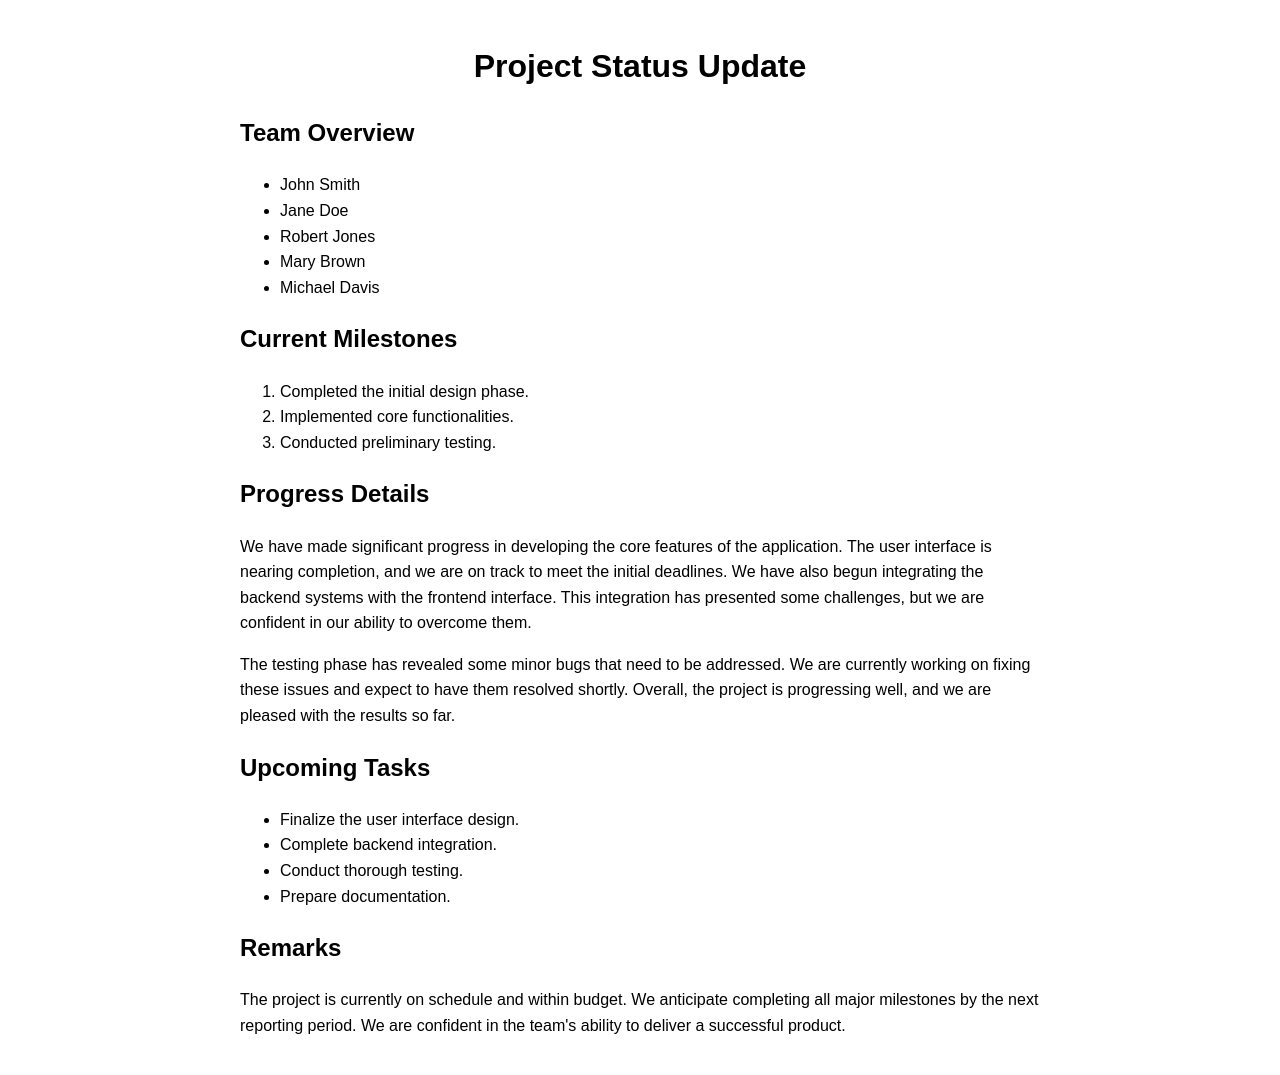 Project Status Update
Team Overview
• John Smith
• Jane Doe
• Robert Jones
• Mary Brown
• Michael Davis
Current Milestones
1. Completed the initial design phase.
2. Implemented core functionalities.
3. Conducted preliminary testing.
Progress Details
We have made significant progress in developing the core features of the application. The user interface is
nearing completion, and we are on track to meet the initial deadlines. We have also begun integrating the
backend systems with the frontend interface. This integration has presented some challenges, but we are
confident in our ability to overcome them.
The testing phase has revealed some minor bugs that need to be addressed. We are currently working on fixing
these issues and expect to have them resolved shortly. Overall, the project is progressing well, and we are
pleased with the results so far.
Upcoming Tasks
• Finalize the user interface design.
• Complete backend integration.
• Conduct thorough testing.
• Prepare documentation.
Remarks
The project is currently on schedule and within budget. We anticipate completing all major milestones by the next
reporting period. We are confident in the team's ability to deliver a successful product.